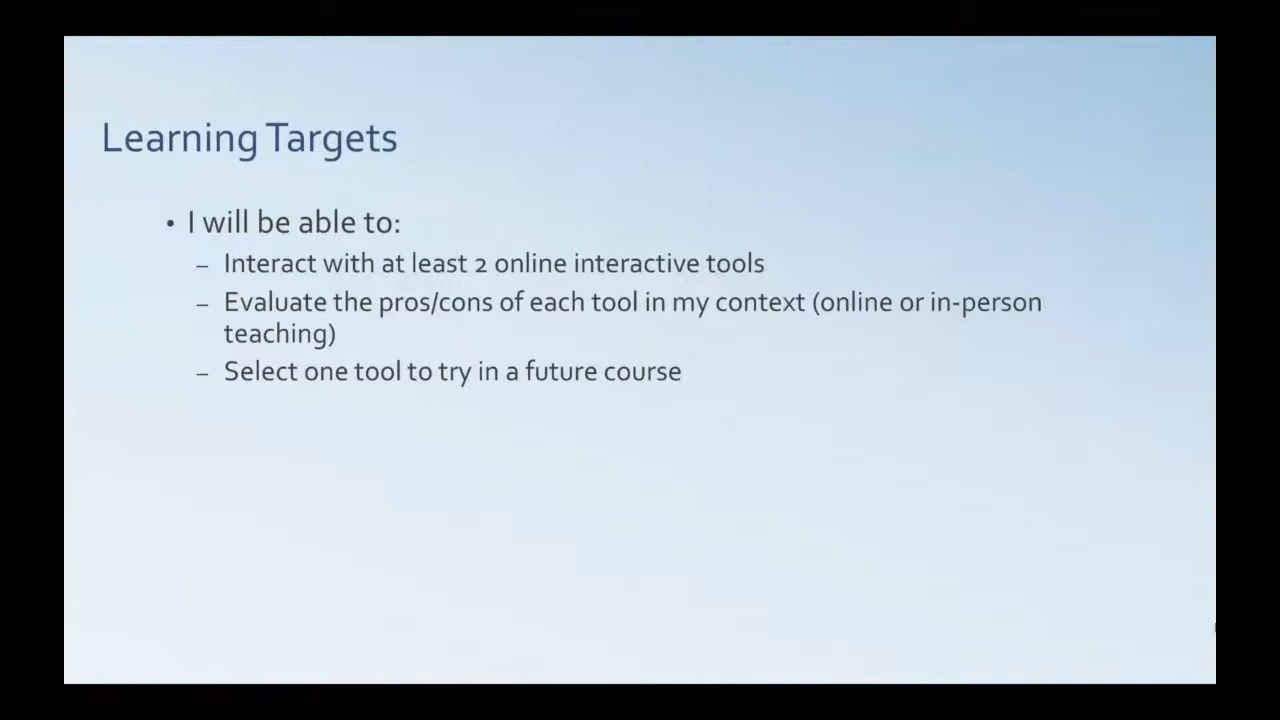 Learning Targets
• I will be able to:
– Interact with at least 2 online interactive tools
– Evaluate the pros/cons of each tool in my context (online or in-person
teaching)
– Select one tool to try in a future course